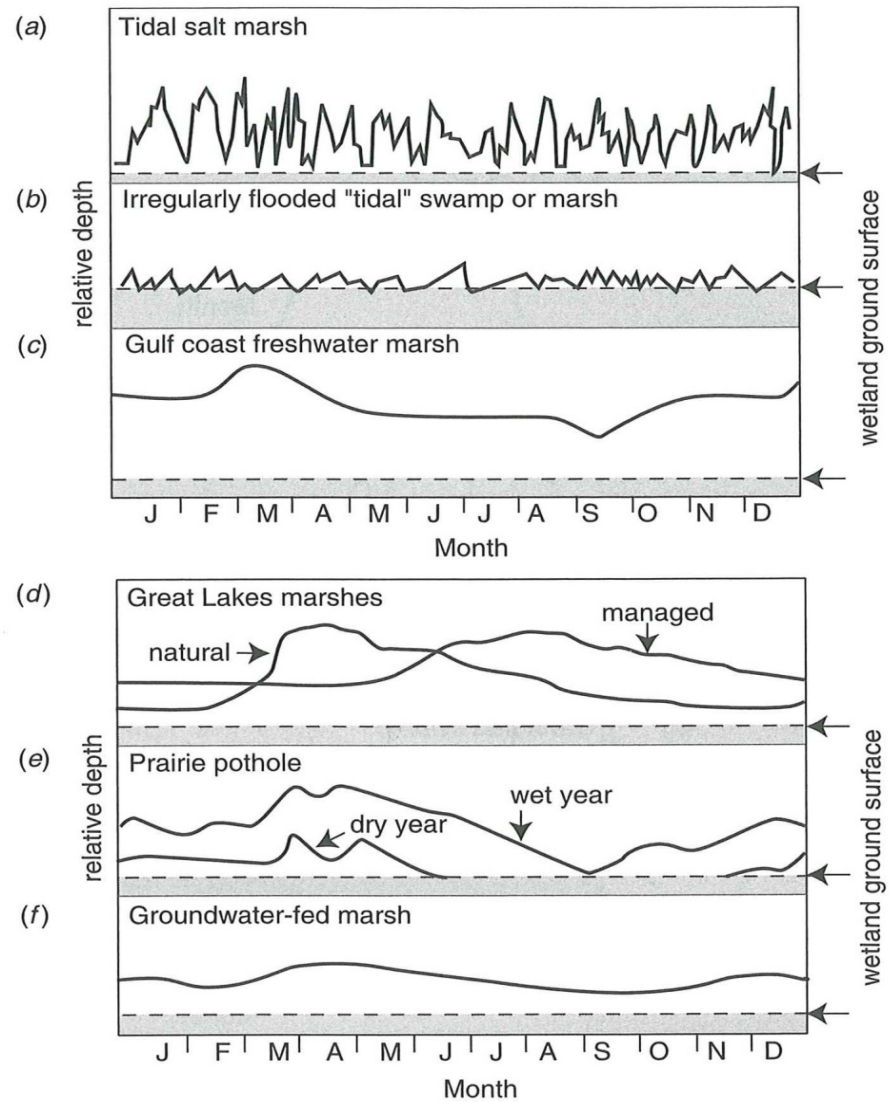 (a)
Tidal salt marsh
(b)
Irregularly flooded "tidal" swamp or marsh
relative depth
wetland ground surface
(c)
Gulf coast freshwater marsh
J F M A M J J A S O N D
Month
(d)
Great Lakes marshes
managed
natural
(e)
Prairie pothole
wet year
dry year
relative depth
wetland ground surface
(f)
Groundwater-fed marsh
J F M A M J J A S O N D
Month